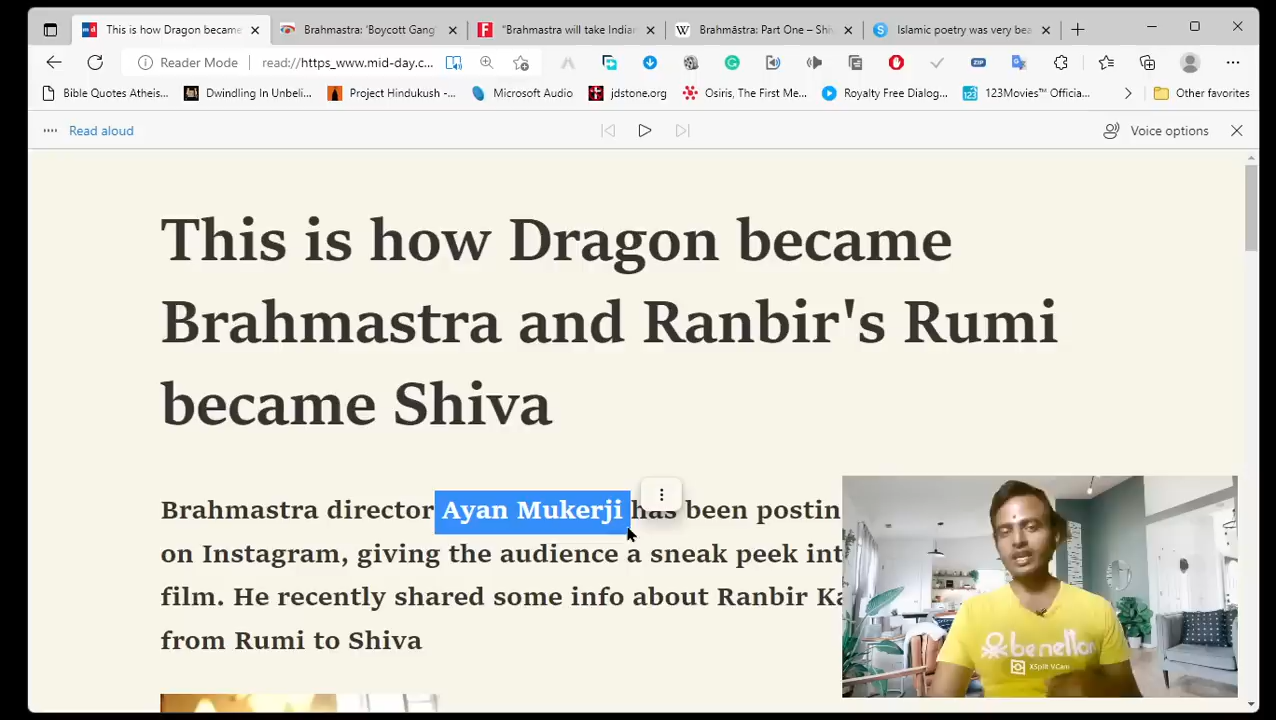 This is how Dragon became
Brahmastra: 'Boycott Gang'
"Brahmastra will take Indian
Brahmāstra: Part One – Shiv
Islamic poetry was very bea
Reader Mode
read://https_www.mid-day.c...
Bible Quotes Atheis...
Dwindling In Unbeli...
Project Hindukush -...
Microsoft Audio
jdstone.org
Osiris, The First Me...
Royalty Free Dialog...
123Movies™ Officia...
Other favorites
Read aloud
Voice options
This is how Dragon became
Brahmastra and Ranbir's Rumi
became Shiva
Brahmastra director Ayan Mukerji has been postin
on Instagram, giving the audience a sneak peek int
film. He recently shared some info about Ranbir Ka
from Rumi to Shiva
benetton
XSplit VCam